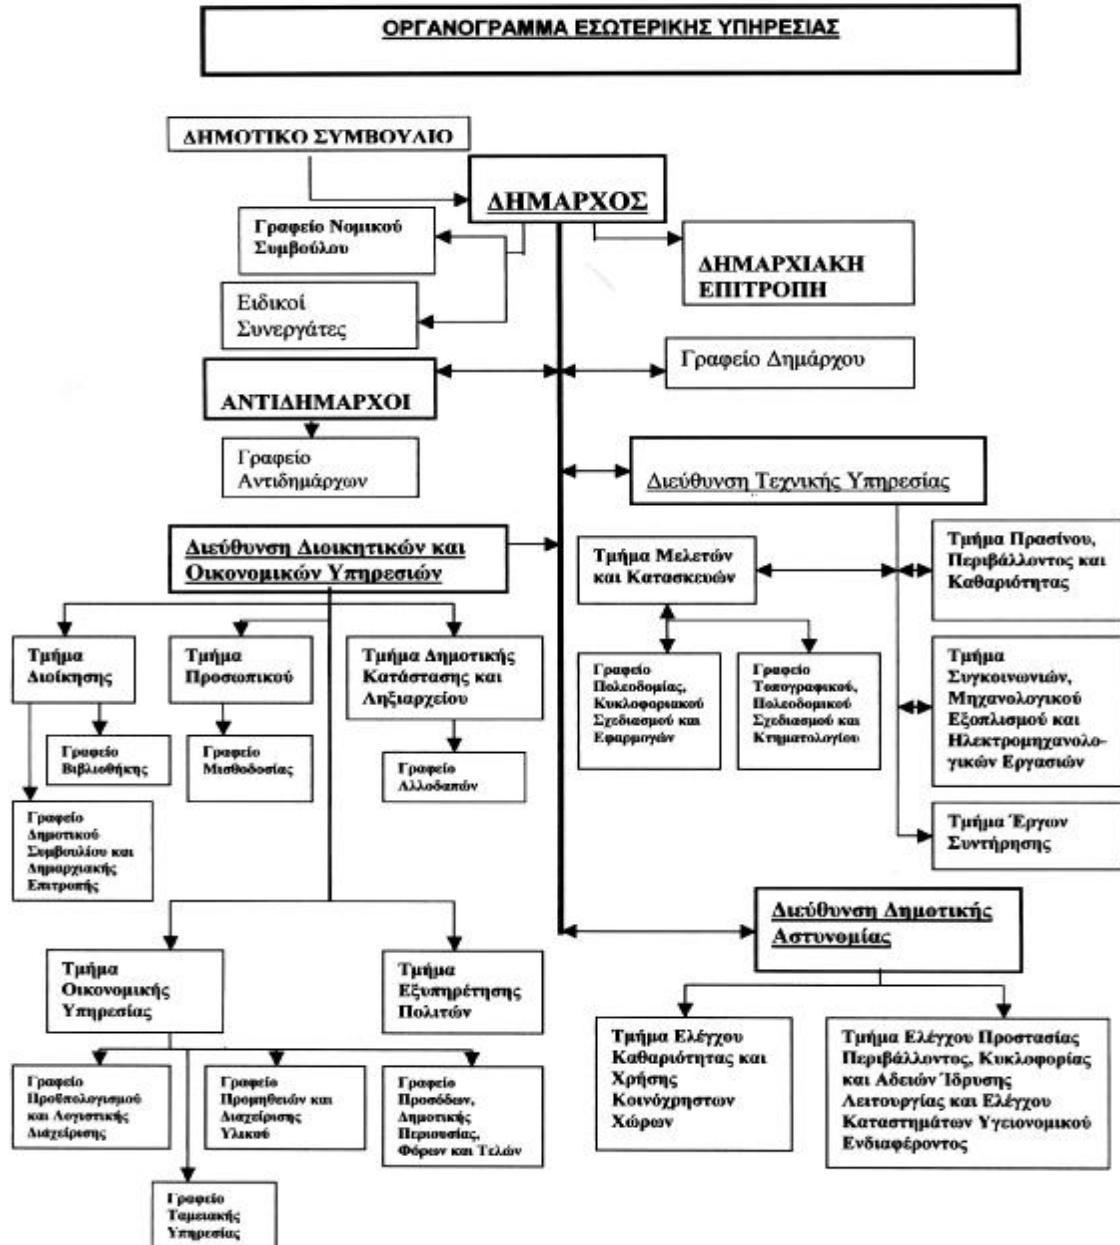 ΟΡΓΑΝΟΓΡΑΜΜΑ ΕΣΩΤΕΡΙΚΗΣ ΥΠΗΡΕΣΙΑΣ
ΔΗΜΟΤΙΚΟ ΣΥΜΒΟΥΛΙΟ
ΔΗΜΑΡΧΟΣ
Γραφείο Νομικού
Συμβούλου
ΔΗΜΑΡΧΙΑΚΗ
ΕΠΙΤΡΟΠΗ
Ειδικοί
Συνεργάτες
Γραφείο Δημάρχου
ΑΝΤΙΔΗΜΑΡΧΟΙ
Γραφείο
Αντιδημάρχων
Διεύθυνση Τεχνικής Υπηρεσίας
Διεύθυνση Διοικητικών και
Οικονομικών Υπηρεσιών
Τμήμα Μελετών
και Κατασκευών
Τμήμα Πρασίνου,
Περιβάλλοντος και
Καθαριότητας
Τμήμα
Διοίκησης
Τμήμα
Προσωπικού
Τμήμα Δημοτικής
Κατάστασης και
Ληξιαρχείου
Γραφείο
Πολεοδομίας,
Κυκλοφοριακού
Σχεδιασμού και
Εφαρμογών
Γραφείο
Τοπογραφικού,
Πολεοδομικού
Σχεδιασμού και
Κτηματολογίου
Τμήμα
Συγκοινωνιών,
Μηχανολογικού
Εξοπλισμού και
Ηλεκτρομηχανολο-
γικών Εργασιών
Γραφείο
Βιβλιοθήκης
Γραφείο
Μισθοδοσίας
Γραφείο
Αλλοδαπών
Γραφείο
Δημοτικού
Συμβουλίου και
Δημαρχιακής
Επιτροπής
Τμήμα Έργων
Συντήρησης
Διεύθυνση Δημοτικής
Αστυνομίας
Τμήμα
Οικονομικής
Υπηρεσίας
Τμήμα
Εξυπηρέτησης
Πολιτών
Τμήμα Ελέγχου
Καθαριότητας και
Χρήσης
Κοινόχρηστων
Χώρων
Τμήμα Ελέγχου Προστασίας
Περιβάλλοντος, Κυκλοφορίας
και Αδειών Ίδρυσης
Λειτουργίας και Ελέγχου
Καταστημάτων Υγειονομικού
Ενδιαφέροντος
Γραφείο
Προϋπολογισμού
και Λογιστικής
Διαχείρισης
Γραφείο
Προμηθειών και
Διαχείρισης
Υλικού
Γραφείο
Προσόδων,
Δημοτικής
Περιουσίας,
Φόρων και Τελών
Γραφείο
Ταμειακής
Υπηρεσίας